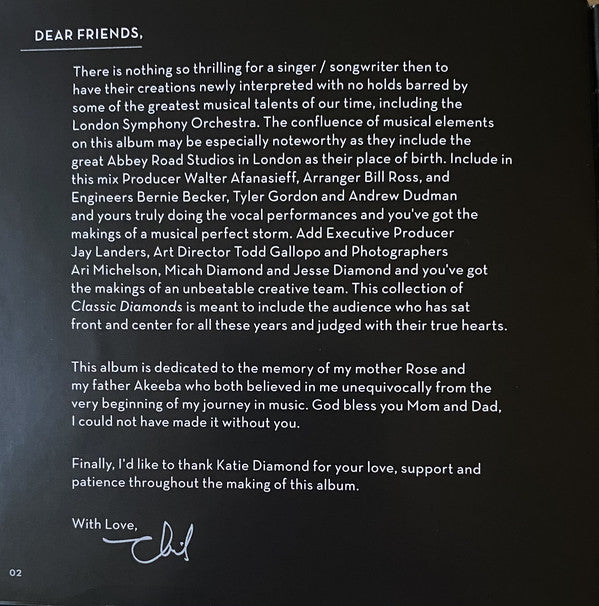 DEAR FRIENDS,
There is nothing so thrilling for a singer / songwriter then to
have their creations newly interpreted with no holds barred by
some of the greatest musical talents of our time, including the
London Symphony Orchestra. The confluence of musical elements
on this album may be especially noteworthy as they include the
great Abbey Road Studios in London as their place of birth. Include in
this mix Producer Walter Afanasieff, Arranger Bill Ross, and
Engineers Bernie Becker, Tyler Gordon and Andrew Dudman
and yours truly doing the vocal performances and you've got the
makings of a musical perfect storm. Add Executive Producer
Jay Landers, Art Director Todd Gallopo and Photographers
Ari Michelson, Micah Diamond and Jesse Diamond and you've got
the makings of an unbeatable creative team. This collection of
Classic Diamonds is meant to include the audience who has sat
front and center for all these years and judged with their true hearts.
This album is dedicated to the memory of my mother Rose and
my father Akeeba who both believed in me unequivocally from the
very beginning of my journey in music. God bless you Mom and Dad,
I could not have made it without you.
Finally, I'd like to thank Katie Diamond for your love, support and
patience throughout the making of this album.
With Love,
02